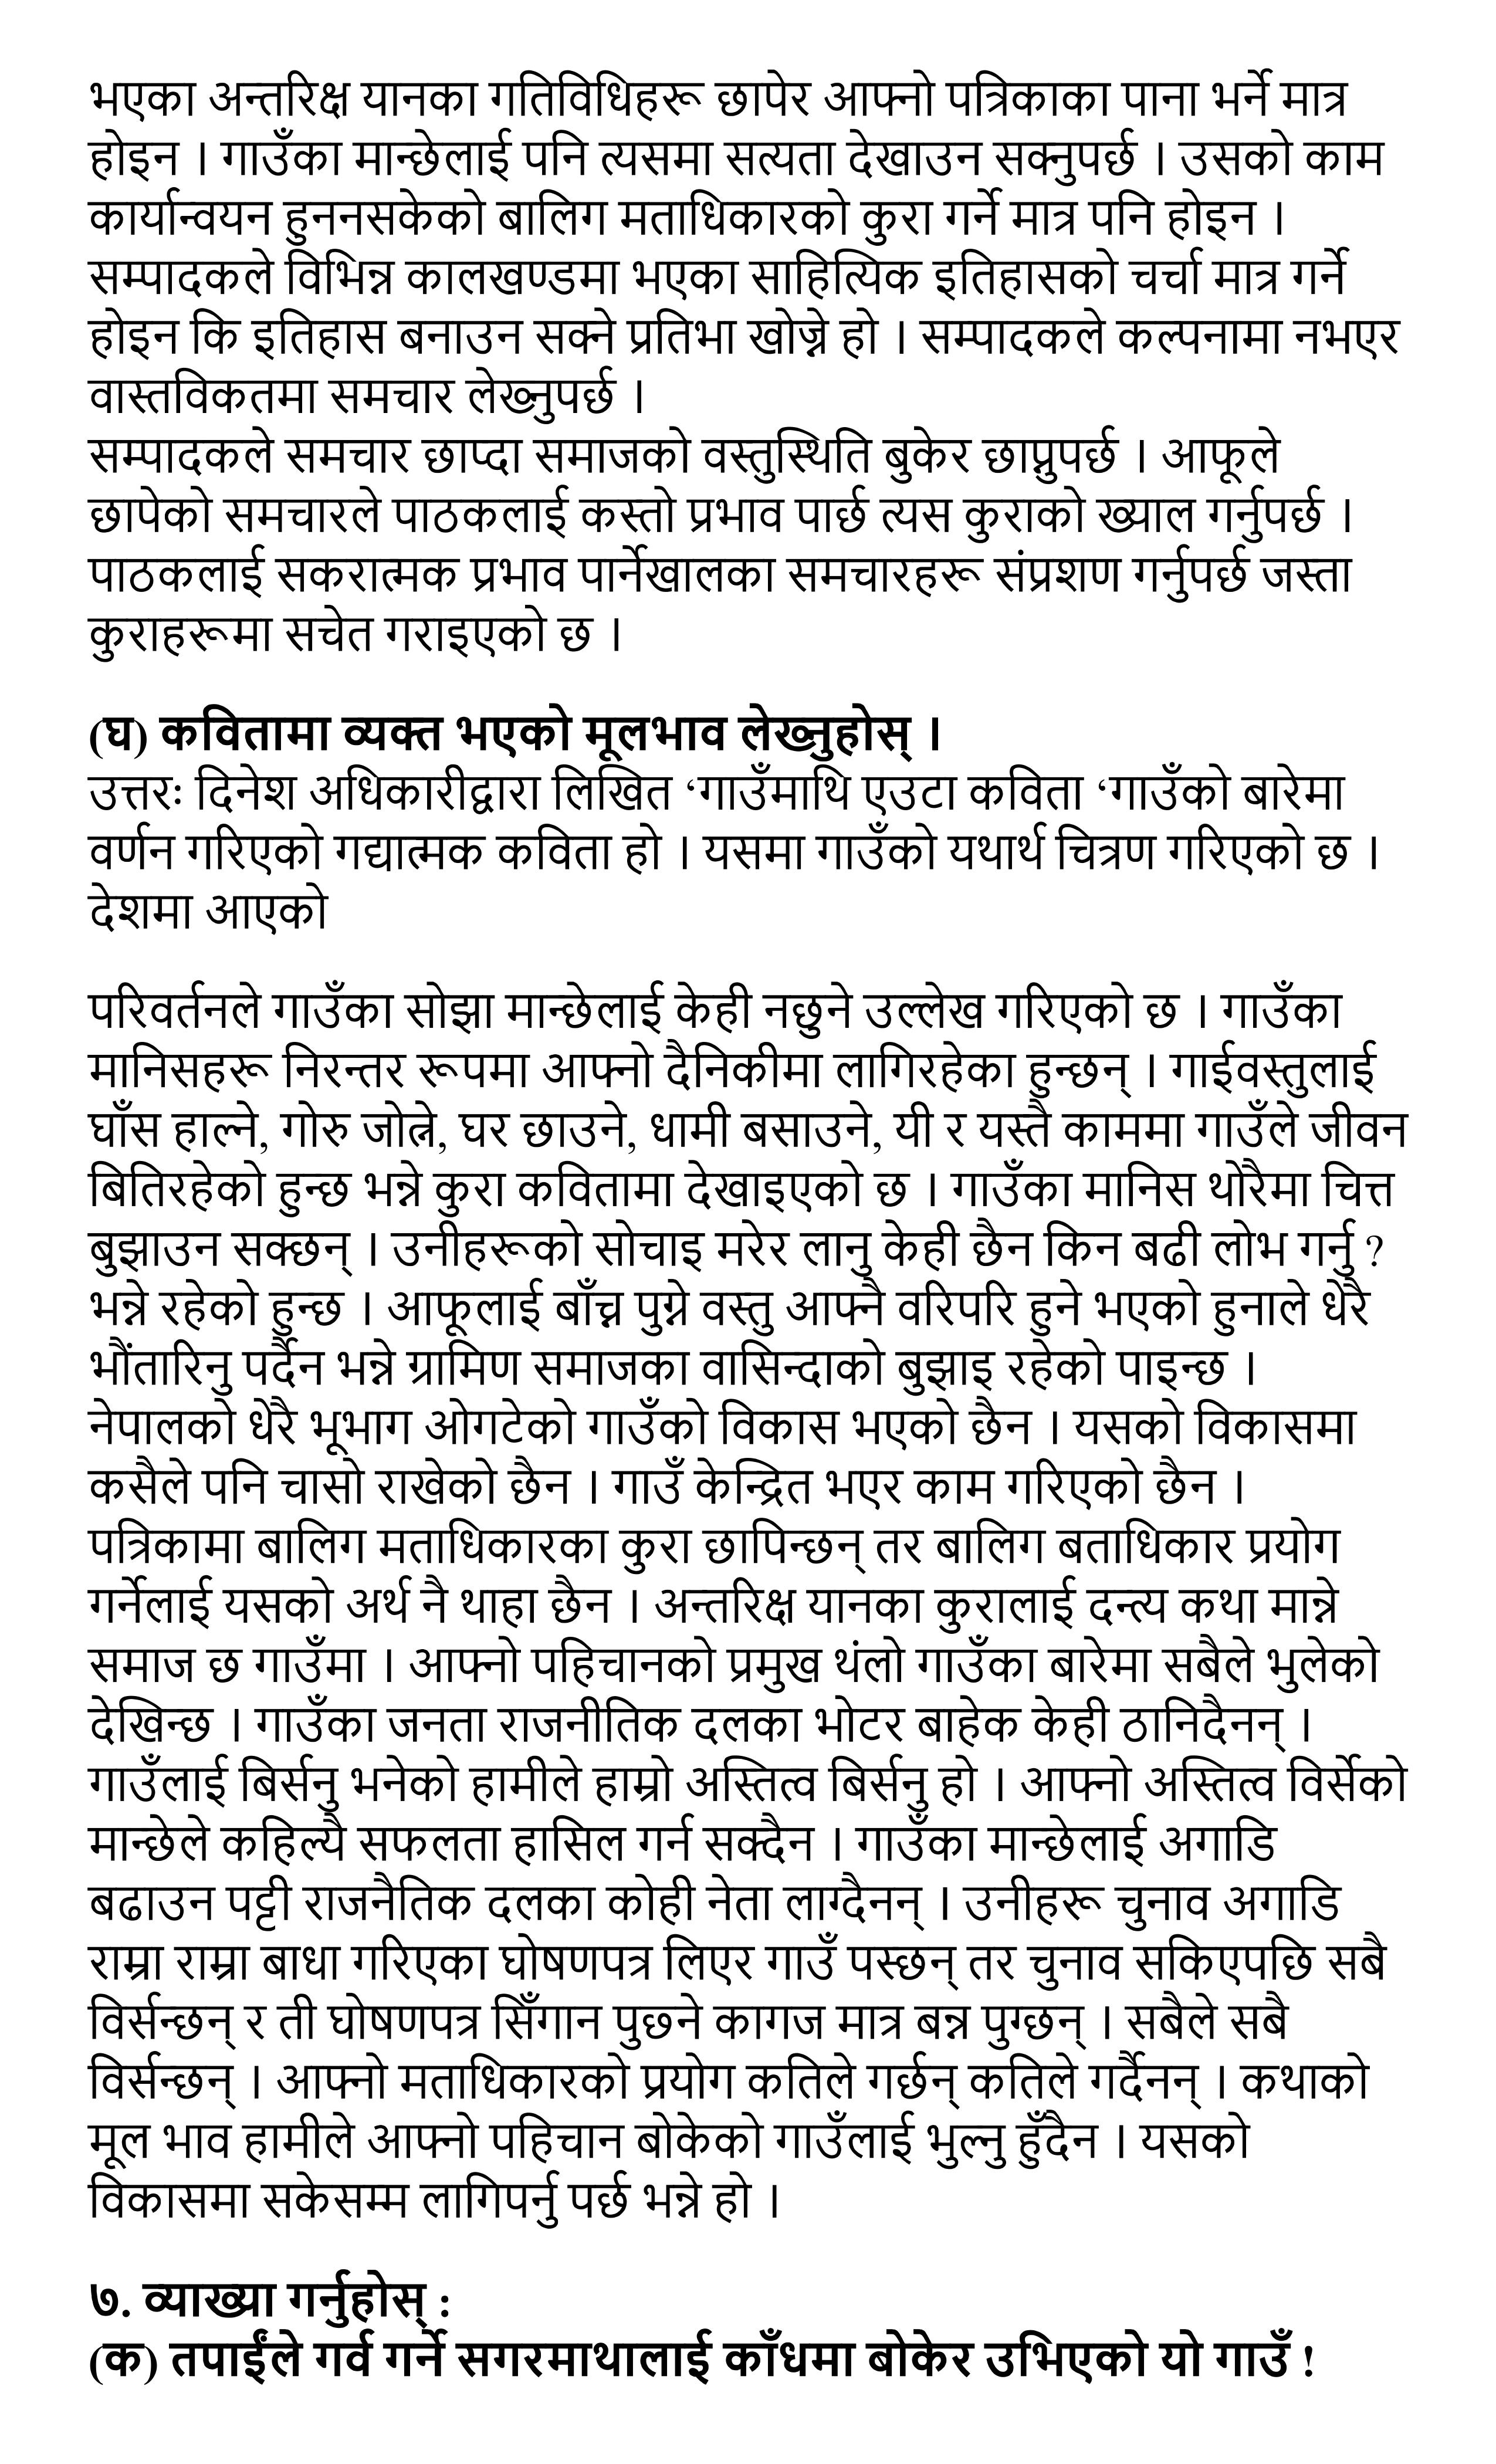 भएका अन्तरिक्ष यानका गतिविधिहरू छापेर आफ्नो पत्रिकाका पाना भर्ने मात्र
होइन । गाउँका मान्छेलाई पनि त्यसमा सत्यता देखाउन सक्नुपर्छ । उसको काम
कार्यान्वयन हुननसकेको बालिग मताधिकारको कुरा गर्ने मात्र पनि होइन ।
सम्पादकले विभिन्न कालखण्डमा भएका साहित्यिक इतिहासको चर्चा मात्र गर्ने
होइन कि इतिहास बनाउन सक्ने प्रतिभा खोज्ने हो । सम्पादकले कल्पनामा नभएर
वास्तविकतमा समचार लेख्नुपर्छ ।
सम्पादकले समचार छाप्दा समाजको वस्तुस्थिति बुकेर छाप्नुपर्छ । आफूले
छापेको समचारले पाठकलाई कस्तो प्रभाव पार्छ त्यस कुराको ख्याल गर्नुपर्छ ।
पाठकलाई सकरात्मक प्रभाव पार्नेखालका समचारहरू संप्रशण गर्नुपर्छ जस्ता
कुराहरूमा सचेत गराइएको छ ।
(घ) कवितामा व्यक्त भएको मूलभाव लेख्नुहोस् ।
उत्तरः दिनेश अधिकारीद्वारा लिखित ‘गाउँमाथि एउटा कविता ‘गाउँको बारेमा
वर्णन गरिएको गद्यात्मक कविता हो । यसमा गाउँको यथार्थ चित्रण गरिएको छ ।
देशमा आएको
परिवर्तनले गाउँका सोझा मान्छेलाई केही नछुने उल्लेख गरिएको छ । गाउँका
मानिसहरू निरन्तर रूपमा आफ्नो दैनिकीमा लागिरहेका हुन्छन् । गाईवस्तुलाई
घाँस हाल्ने, गोरु जोत्ने, घर छाउने, धामी बसाउने, यी र यस्तै काममा गाउँले जीवन
बितिरहेको हुन्छ भन्ने कुरा कवितामा देखाइएको छ । गाउँका मानिस थोरैमा चित्त
बुझाउन सक्छन् । उनीहरूको सोचाइ मरेर लानु केही छैन किन बढी लोभ गर्नु ?
भन्ने रहेको हुन्छ । आफूलाई बाँच्न पुग्ने वस्तु आफ्नै वरिपरि हुने भएको हुनाले धेरै
भौंतारिनु पर्दैन भन्ने ग्रामिण समाजका वासिन्दाको बुझाइ रहेको पाइन्छ ।
नेपालको धेरै भूभाग ओगटेको गाउँको विकास भएको छैन । यसको विकासमा
कसैले पनि चासो राखेको छैन । गाउँ केन्द्रित भएर काम गरिएको छैन ।
पत्रिकामा बालिग मताधिकारका कुरा छापिन्छन् तर बालिग बताधिकार प्रयोग
गर्नेलाई यसको अर्थ नै थाहा छैन । अन्तरिक्ष यानका कुरालाई दन्त्य कथा मान्ने
समाज छ गाउँमा । आफ्नो पहिचानको प्रमुख थंलो गाउँका बारेमा सबैले भुलेको
देखिन्छ । गाउँका जनता राजनीतिक दलका भोटर बाहेक केही ठानिदैनन् ।
गाउँलाई बिर्सनु भनेको हामीले हाम्रो अस्तित्व बिर्सनु हो । आफ्नो अस्तित्व विर्सेको
मान्छेले कहिल्यै सफलता हासिल गर्न सक्दैन । गाउँका मान्छेलाई अगाडि
बढाउन पट्टी राजनैतिक दलका कोही नेता लाग्दैनन् । उनीहरू चुनाव अगाडि
राम्रा राम्रा बाधा गरिएका घोषणपत्र लिएर गाउँ पस्छन् तर चुनाव सकिएपछि सबै
विर्सन्छन् र ती घोषणपत्र सिँगान पुछने कागज मात्र बन्न पुग्छन् । सबैले सबै
विर्सन्छन् । आफ्नो मताधिकारको प्रयोग कतिले गर्छन् कतिले गर्दैनन् । कथाको
मूल भाव हामीले आफ्नो पहिचान बोकेको गाउँलाई भुल्नु हुँदैन । यसको
विकासमा सकेसम्म लागिपर्नु पर्छ भन्ने हो ।
७. व्याख्या गर्नुहोस् :
(क) तपाईंले गर्व गर्ने सगरमाथालाई काँधमा बोकेर उभिएको यो गाउँ !